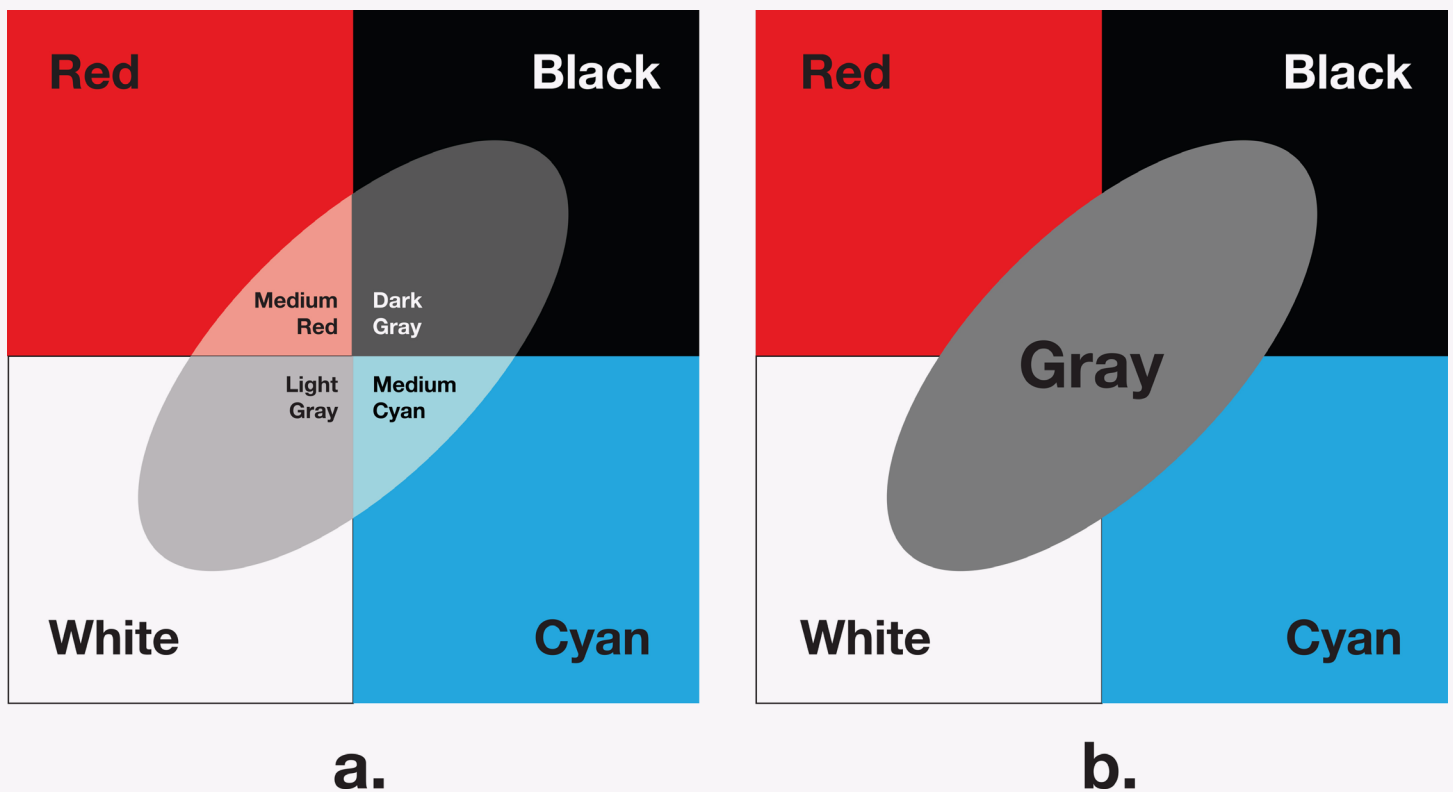 Red
Black
Medium
Red
Dark
Gray
Light
Gray
Medium
Cyan
White
Cyan
a.
Red
Black
Gray
White
Cyan
b.